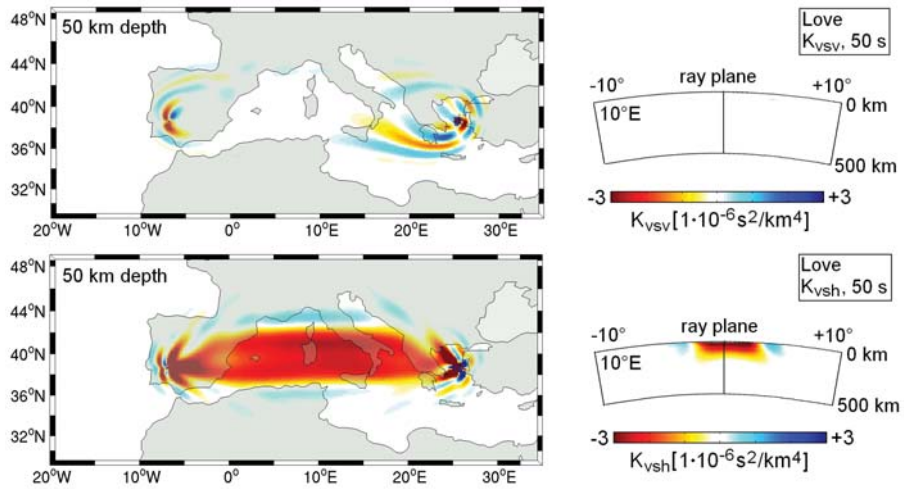 50 km depth
48°N
44°N
40°N
36°N
32°N
20°W 10°W 0° 10°E 20°E 30°E
Love
K_VSV, 50 s
ray plane
-10° +10°
10°E
0 km
500 km
-3 +3
K_VSV[1·10⁻⁶s²/km⁴]
50 km depth
48°N
44°N
40°N
36°N
32°N
20°W 10°W 0° 10°E 20°E 30°E
Love
K_vsh, 50 s
ray plane
-10° +10°
10°E
0 km
500 km
-3 +3
K_vsh[1·10⁻⁶s²/km⁴]